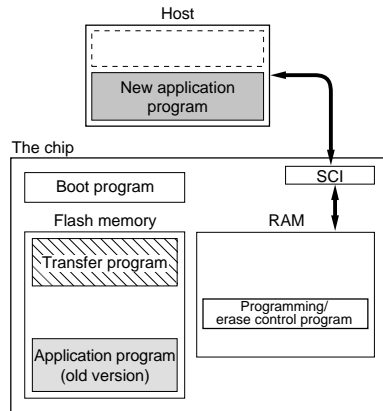 Host
New application
program
The chip
Boot program
SCI
Flash memory
RAM
Transfer program
Programming/
erase control program
Application program
(old version)